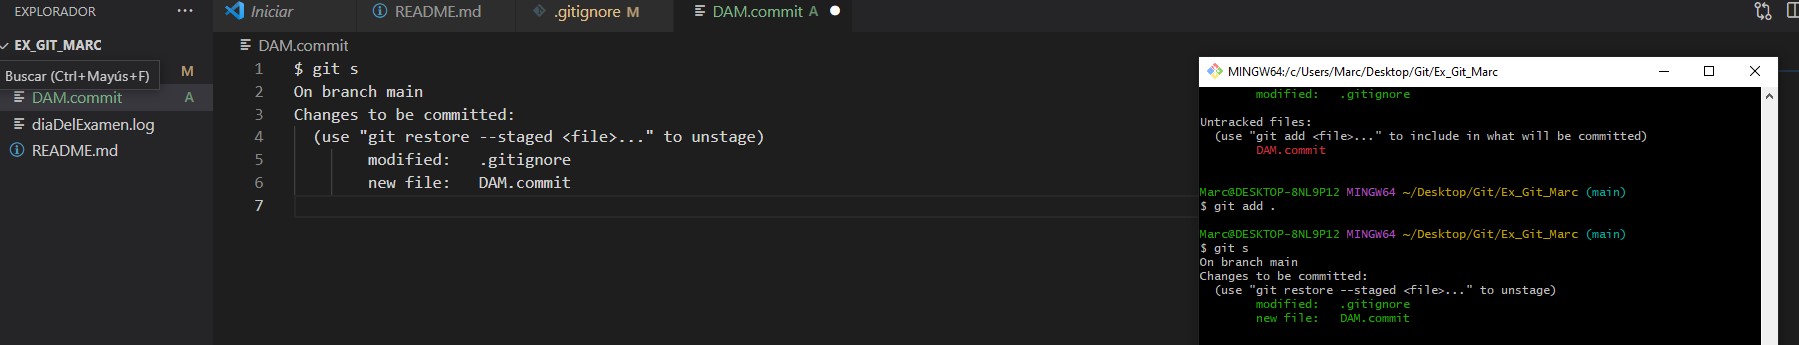 EXPLORADOR ···
EX_GIT_MARC
Buscar (Ctrl+Mayús+F) M
DAM.commit A
diaDelExamen.log
README.md
Iniciar README.md .gitignore M DAM.commit A
DAM.commit
1 $ git s
2 On branch main
3 Changes to be committed:
4 (use "git restore --staged <file>..." to unstage)
5 modified: .gitignore
6 new file: DAM.commit
7
MINGW64:/c/Users/Marc/Desktop/Git/Ex_Git_Marc
modified: .gitignore
Untracked files:
(use "git add <file>..." to include in what will be committed)
DAM.commit
Marc@DESKTOP-8NL9P12 MINGW64 ~/Desktop/Git/Ex_Git_Marc (main)
$ git add .
Marc@DESKTOP-8NL9P12 MINGW64 ~/Desktop/Git/Ex_Git_Marc (main)
$ git s
On branch main
Changes to be committed:
(use "git restore --staged <file>..." to unstage)
modified: .gitignore
new file: DAM.commit